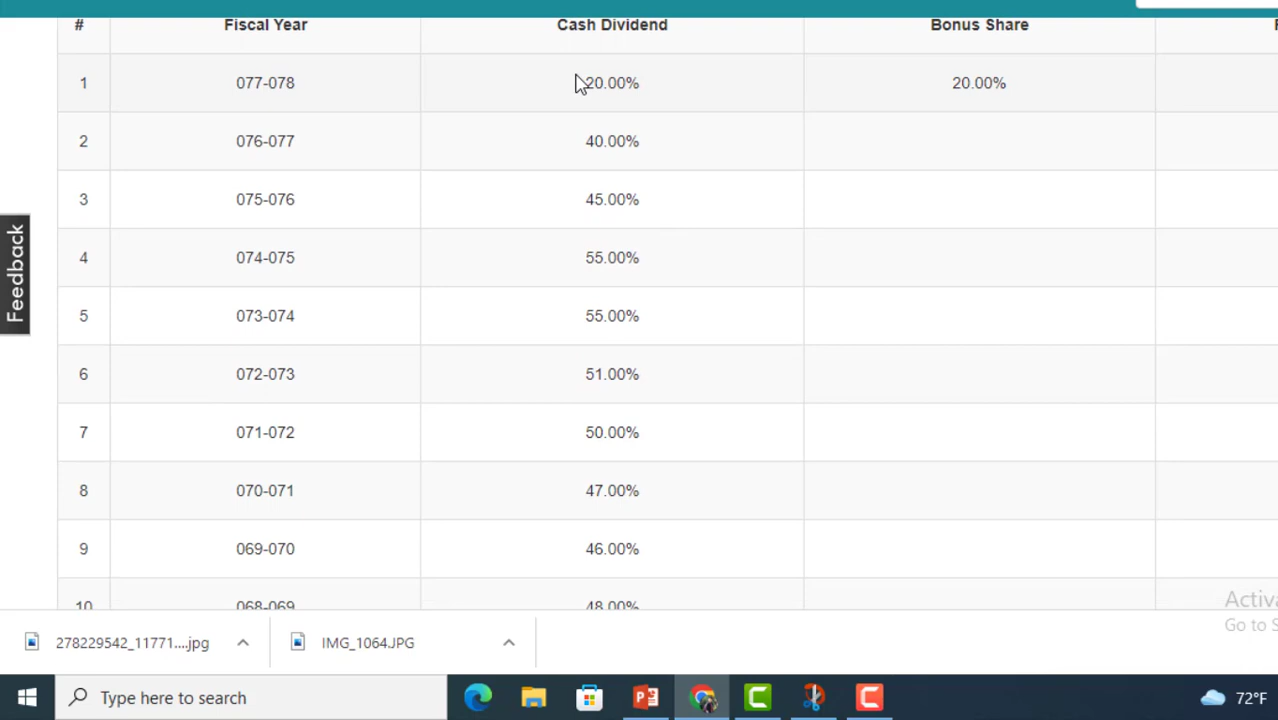 # Fiscal Year Cash Dividend Bonus Share
1 077-078 20.00% 20.00%
2 076-077 40.00%
3 075-076 45.00%
4 074-075 55.00%
5 073-074 55.00%
6 072-073 51.00%
7 071-072 50.00%
8 070-071 47.00%
9 069-070 46.00%
10 068-069 48.00%
Feedback
Activa
Go to S
278229542_11771....jpg IMG_1064.JPG
Type here to search 72°F